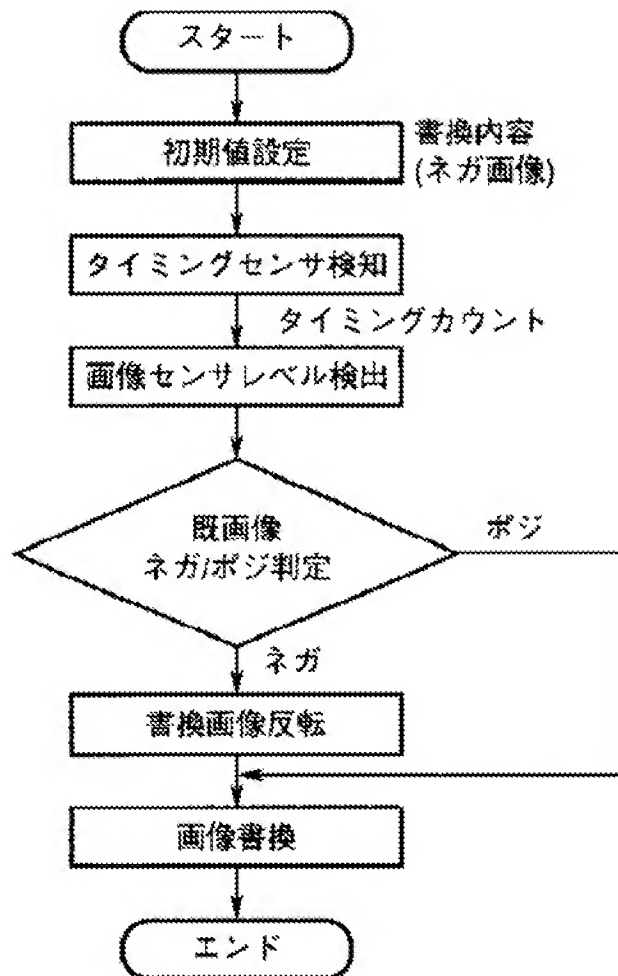 スタート
初期値設定
書換内容
(ネガ画像)
タイミングセンサ検知
タイミングカウント
画像センサレベル検出
既画像
ネガ/ポジ判定
ポジ
ネガ
書換画像反転
画像書換
エンド